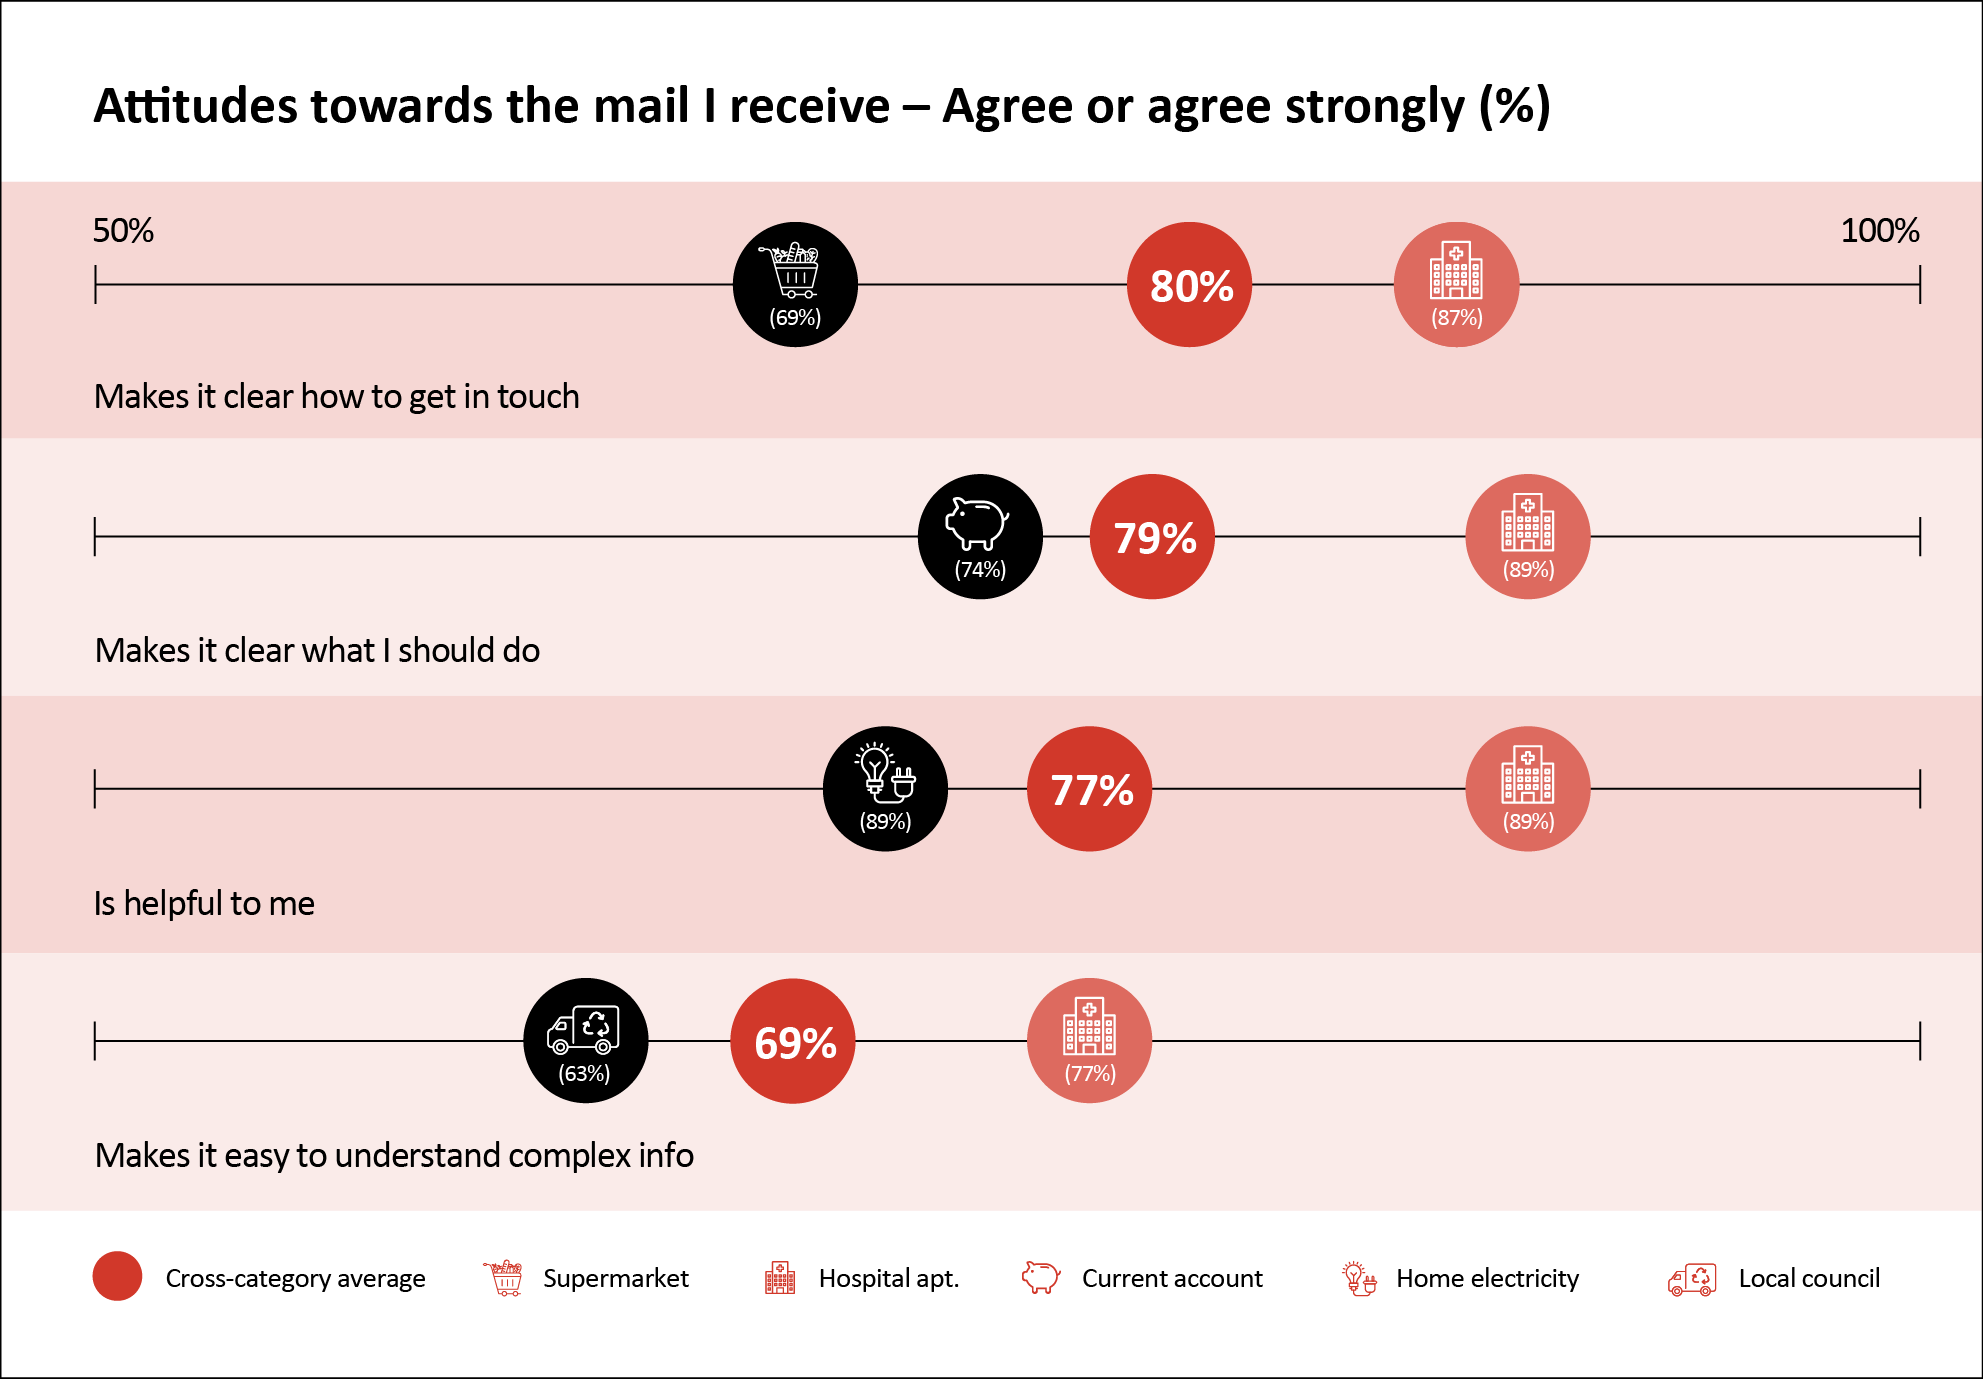 Attitudes towards the mail I receive – Agree or agree strongly (%)
50%
100%
(69%)
80%
(87%)
Makes it clear how to get in touch
(74%)
79%
(89%)
Makes it clear what I should do
(89%)
77%
(89%)
Is helpful to me
(63%)
69%
(77%)
Makes it easy to understand complex info
Cross-category average
Supermarket
Hospital apt.
Current account
Home electricity
Local council